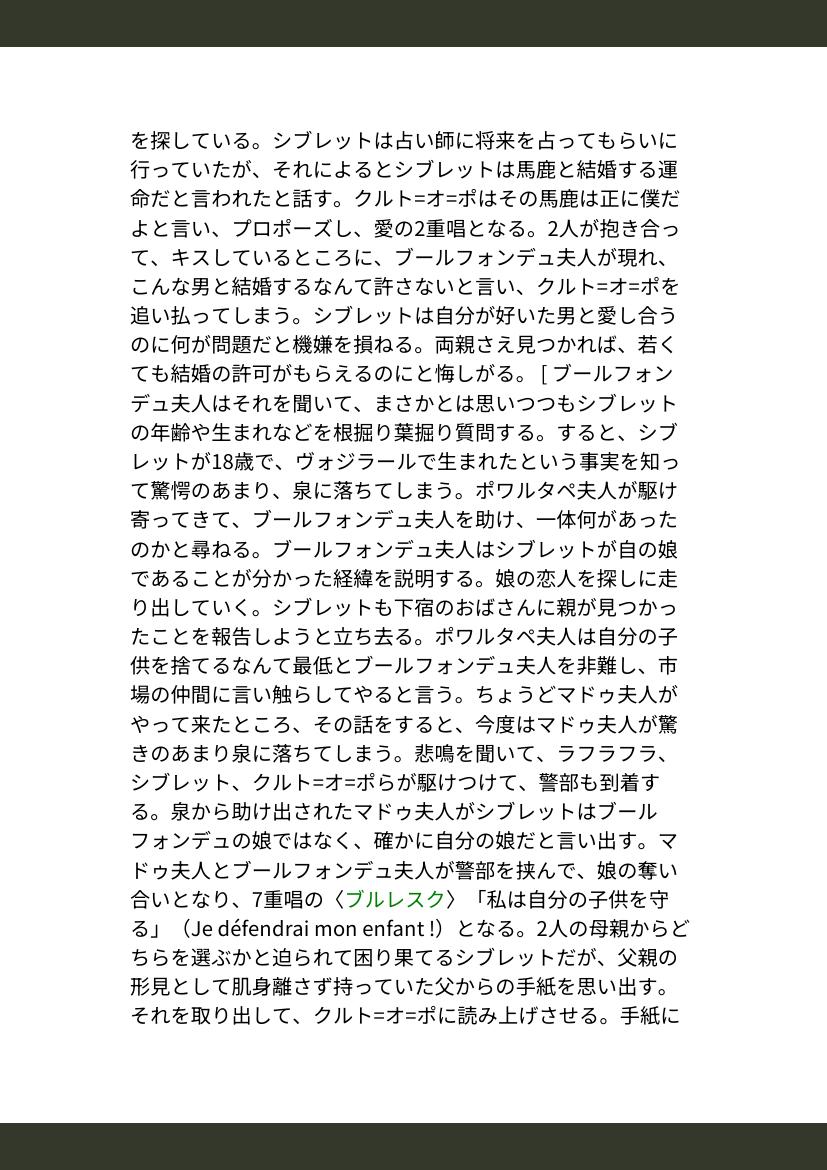 を探している。シブレットは占い師に将来を占ってもらいに
行っていたが、それによるとシブレットは馬鹿と結婚する運
命だと言われたと話す。クルト=オ=ポはその馬鹿は正に僕だ
よと言い、プロポーズし、愛の2重唱となる。2人が抱き合っ
て、キスしているところに、ブールフォンデュ夫人が現れ、
こんな男と結婚するなんて許さないと言い、クルト=オ=ポを
追い払ってしまう。シブレットは自分が好いた男と愛し合う
のに何が問題だと機嫌を損ねる。両親さえ見つかれば、若く
ても結婚の許可がもらえるのにと悔しがる。 [ ブールフォン
デュ夫人はそれを聞いて、まさかとは思いつつもシブレット
の年齢や生まれなどを根掘り葉掘り質問する。すると、シブ
レットが18歳で、ヴォジラールで生まれたという事実を知っ
て驚愕のあまり、泉に落ちてしまう。ポワルタペ夫人が駆け
寄ってきて、ブールフォンデュ夫人を助け、一体何があった
のかと尋ねる。ブールフォンデュ夫人はシブレットが自の娘
であることが分かった経緯を説明する。娘の恋人を探しに走
り出していく。シブレットも下宿のおばさんに親が見つかっ
たことを報告しようと立ち去る。ポワルタペ夫人は自分の子
供を捨てるなんて最低とブールフォンデュ夫人を非難し、市
場の仲間に言い触らしてやると言う。ちょうどマドゥ夫人が
やって来たところ、その話をすると、今度はマドゥ夫人が驚
きのあまり泉に落ちてしまう。悲鳴を聞いて、ラフラフラ、
シブレット、クルト=オ=ポらが駆けつけて、警部も到着す
る。泉から助け出されたマドゥ夫人がシブレットはブール
フォンデュの娘ではなく、確かに自分の娘だと言い出す。マ
ドゥ夫人とブールフォンデュ夫人が警部を挟んで、娘の奪い
合いとなり、7重唱の〈ブルレスク〉「私は自分の子供を守
る」（Je défendrai mon enfant !）となる。2人の母親からど
ちらを選ぶかと迫られて困り果てるシブレットだが、父親の
形見として肌身離さず持っていた父からの手紙を思い出す。
それを取り出して、クルト=オ=ポに読み上げさせる。手紙に